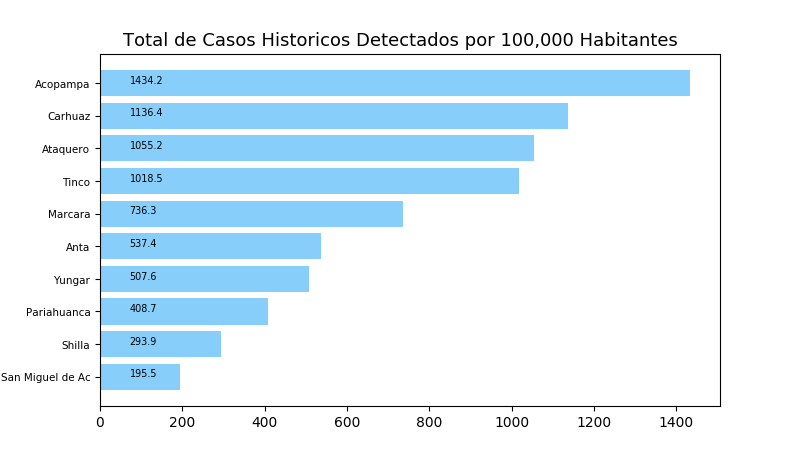 Total de Casos Historicos Detectados por 100,000 Habitantes
Acopampa 1434.2
Carhuaz 1136.4
Ataquero 1055.2
Tinco 1018.5
Marcara 736.3
Anta 537.4
Yungar 507.6
Pariahuanca 408.7
Shilla 293.9
San Miguel de Ac 195.5
0 200 400 600 800 1000 1200 1400